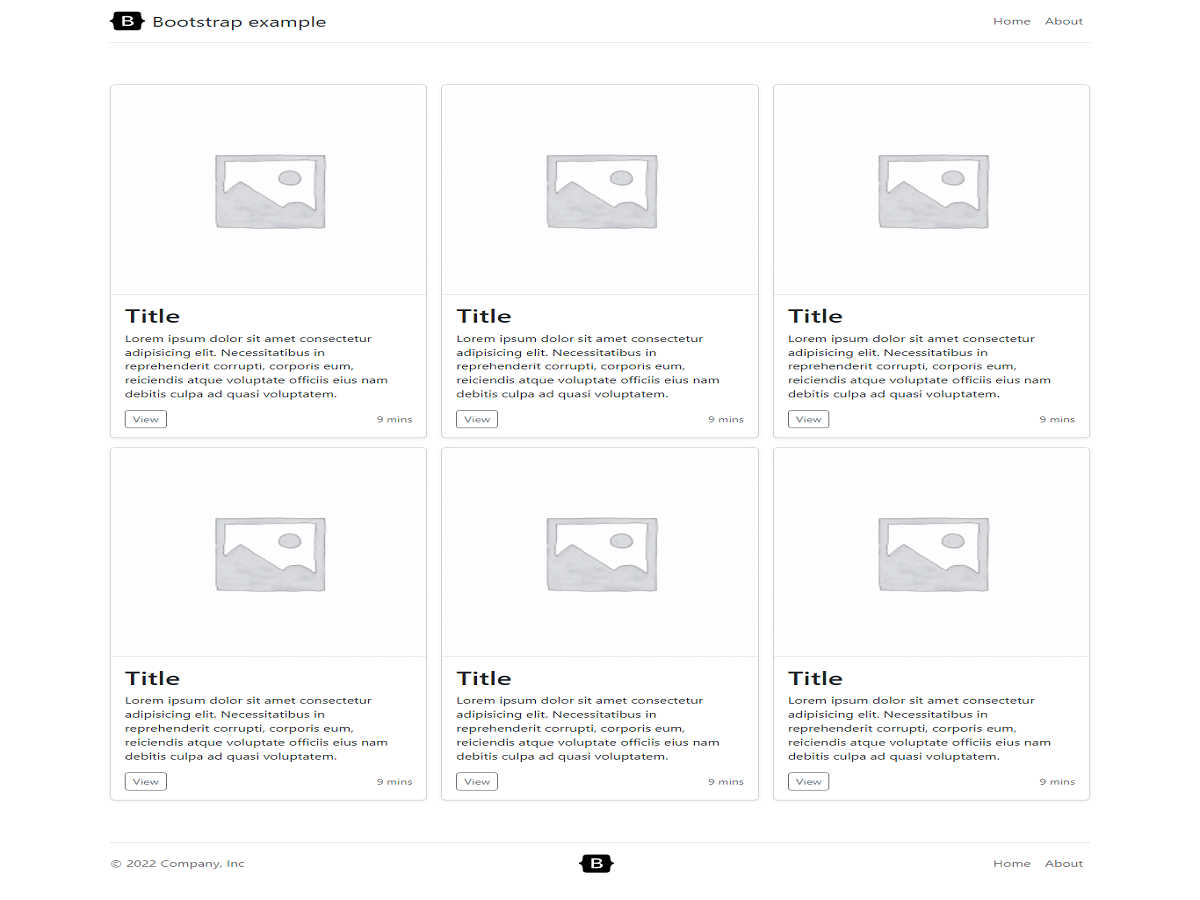 B Bootstrap example Home About
Title
Lorem ipsum dolor sit amet consectetur
adipisicing elit. Necessitatibus in
reprehenderit corrupti, corporis eum,
reiciendis atque voluptate officiis eius nam
debitis culpa ad quasi voluptatem.
View 9 mins
Title
Lorem ipsum dolor sit amet consectetur
adipisicing elit. Necessitatibus in
reprehenderit corrupti, corporis eum,
reiciendis atque voluptate officiis eius nam
debitis culpa ad quasi voluptatem.
View 9 mins
Title
Lorem ipsum dolor sit amet consectetur
adipisicing elit. Necessitatibus in
reprehenderit corrupti, corporis eum,
reiciendis atque voluptate officiis eius nam
debitis culpa ad quasi voluptatem.
View 9 mins
Title
Lorem ipsum dolor sit amet consectetur
adipisicing elit. Necessitatibus in
reprehenderit corrupti, corporis eum,
reiciendis atque voluptate officiis eius nam
debitis culpa ad quasi voluptatem.
View 9 mins
Title
Lorem ipsum dolor sit amet consectetur
adipisicing elit. Necessitatibus in
reprehenderit corrupti, corporis eum,
reiciendis atque voluptate officiis eius nam
debitis culpa ad quasi voluptatem.
View 9 mins
Title
Lorem ipsum dolor sit amet consectetur
adipisicing elit. Necessitatibus in
reprehenderit corrupti, corporis eum,
reiciendis atque voluptate officiis eius nam
debitis culpa ad quasi voluptatem.
View 9 mins
© 2022 Company, Inc B Home About